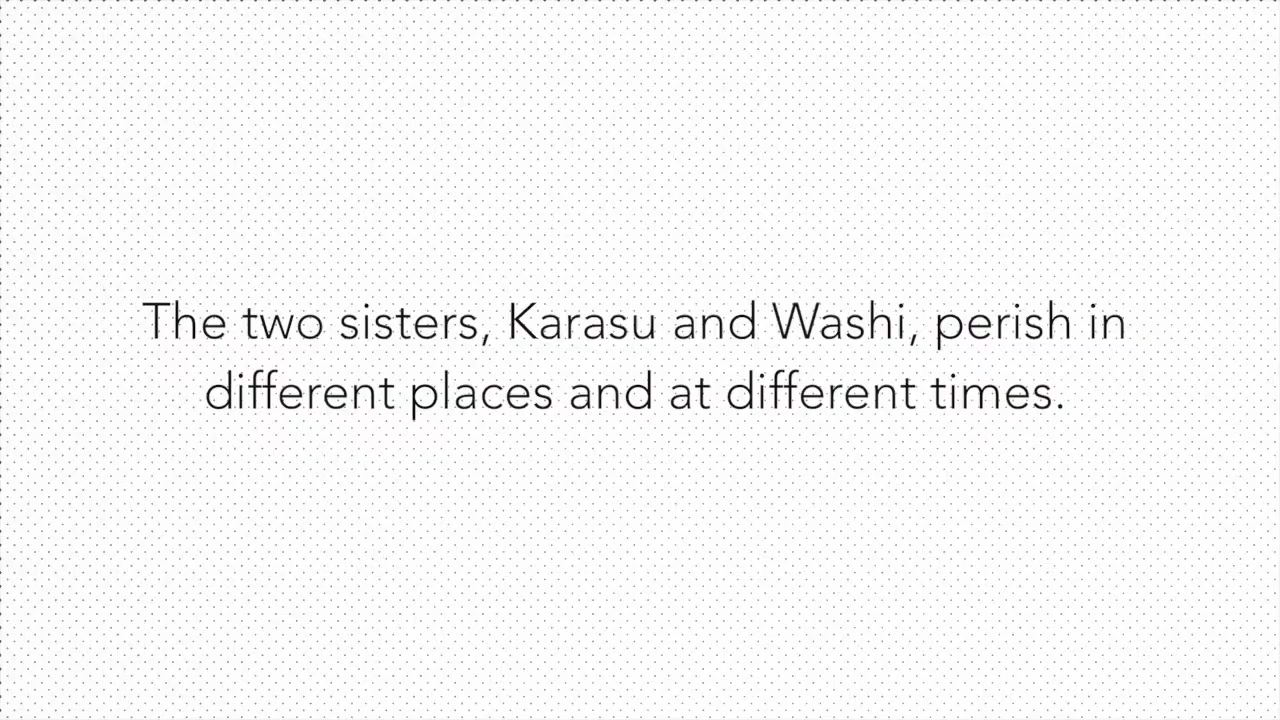 The two sisters, Karasu and Washi, perish in
different places and at different times.